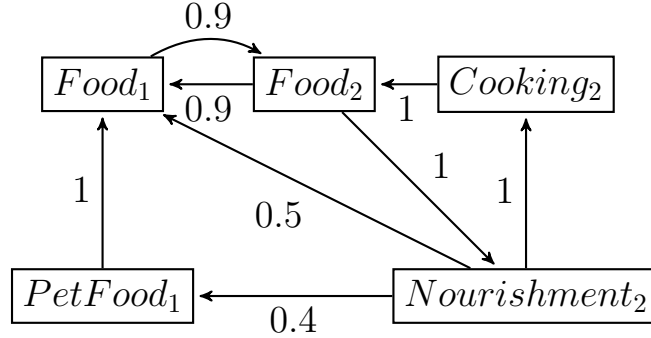 0.9
Food₁ Food₂ Cooking₂
0.9 1
1 0.5 1 1
PetFood₁ Nourishment₂
0.4